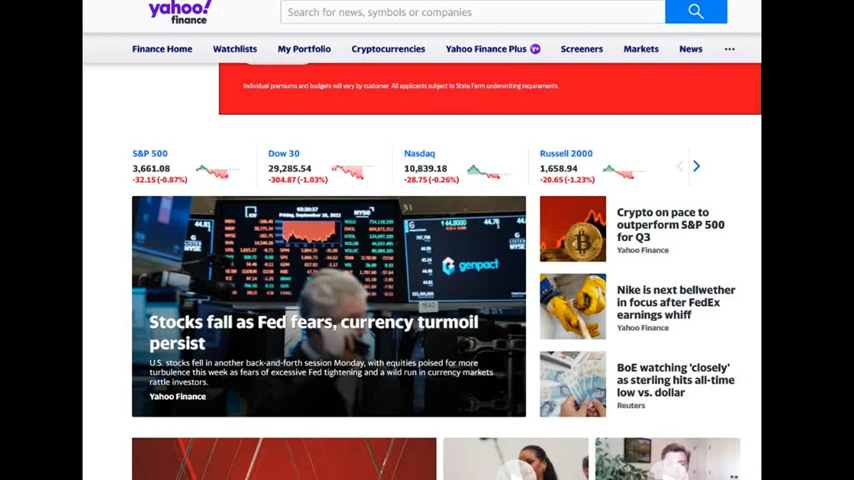 yahoo!
finance
Search for news, symbols or companies
Finance Home Watchlists My Portfolio Cryptocurrencies Yahoo Finance Plus Y+ Screeners Markets News ...
Individual premiums and budgets will vary by customer. All applicants subject to State Farm underwriting requirements.
S&P 500
3,661.08
-32.15 (-0.87%)
Dow 30
29,285.54
-304.87 (-1.03%)
Nasdaq
10,839.18
-28.75 (-0.26%)
Russell 2000
1,658.94
-20.65 (-1.23%)
Friday, September 16, 2022
NYSE
genpact
Stocks fall as Fed fears, currency turmoil
persist
U.S. stocks fell in another back-and-forth session Monday, with equities poised for more
turbulence this week as fears of excessive Fed tightening and a wild run in currency markets
rattle investors.
Yahoo Finance
Crypto on pace to
outperform S&P 500
for Q3
Yahoo Finance
Nike is next bellwether
in focus after FedEx
earnings whiff
Yahoo Finance
BoE watching 'closely'
as sterling hits all-time
low vs. dollar
Reuters